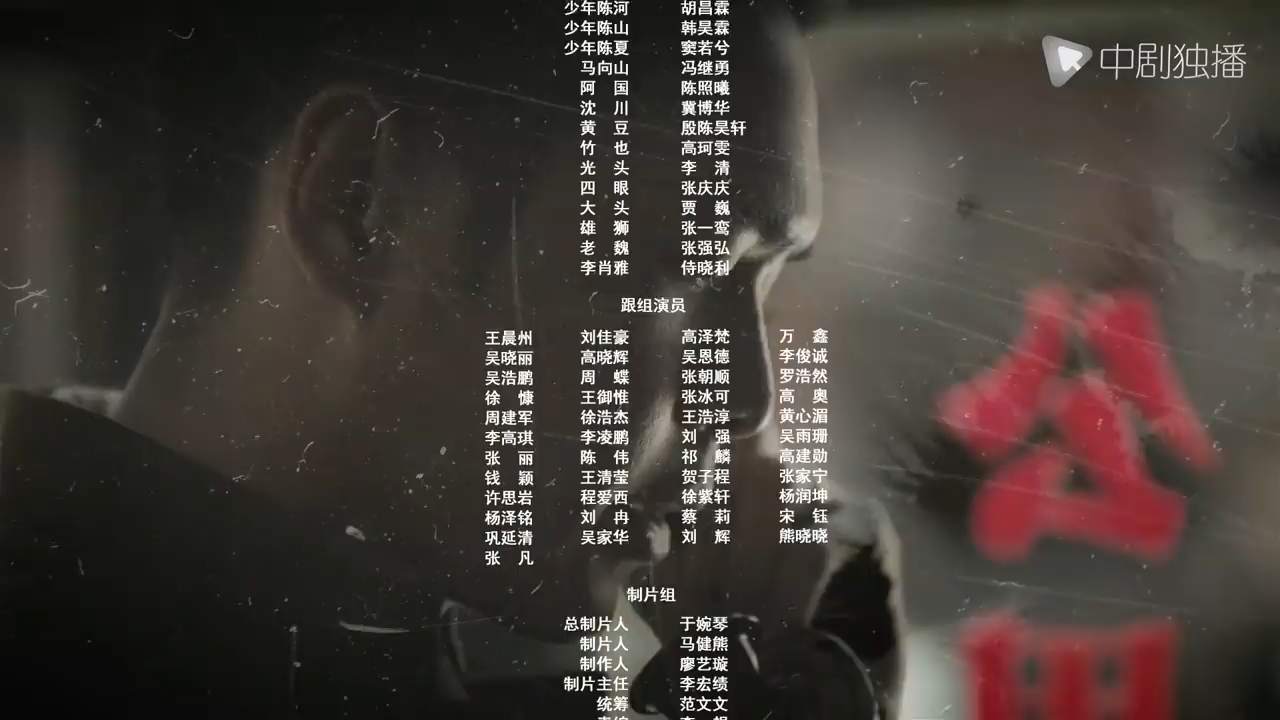 少年陈河 胡昌霖
少年陈山 韩昊霖
少年陈夏 窦若兮
马向山 冯继勇
阿 国 陈照曦
沈 川 冀博华
黄 豆 殷陈昊轩
竹 也 高珂雯
光 头 李 清
四 眼 张庆庆
大 头 贾 巍
雄 狮 张一鸾
老 魏 张强弘
李肖雅 侍晓利
中剧独播
跟组演员
王晨州 刘佳豪 高泽梵 万 鑫
吴晓丽 高晓辉 吴恩德 李俊诚
吴浩鹏 周 蝶 张朝顺 罗浩然
徐 慷 王御惟 张冰可 高 奥
周建军 徐浩杰 王浩淳 黄心湄
李高琪 李凌鹏 刘 强 吴雨珊
张 丽 陈 伟 祁 麟 高建勋
钱 颖 王清莹 贺子程 张家宁
许思岩 程爱西 徐紫轩 杨润坤
杨泽铭 刘 冉 蔡 莉 宋 钰
巩延清 吴家华 刘 辉 熊晓晓
张 凡
公
制片组
总制片人 于婉琴
制片人 马健熊
制作人 廖艺璇
制片主任 李宏绩
统筹 范文文